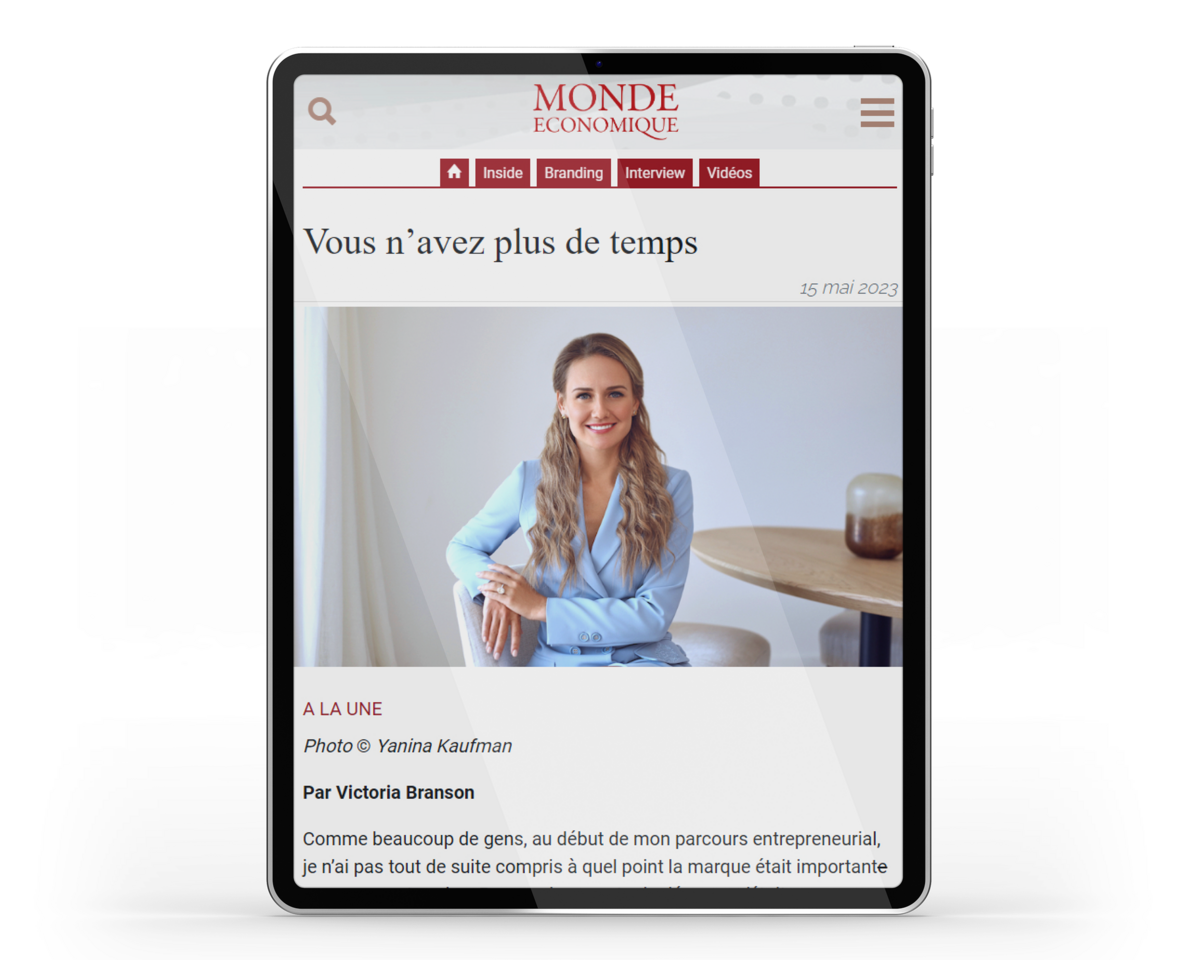 MONDE
ECONOMIQUE
Inside Branding Interview Vidéos
Vous n’avez plus de temps
15 mai 2023
A LA UNE
Photo © Yanina Kaufman
Par Victoria Branson
Comme beaucoup de gens, au début de mon parcours entrepreneurial,
je n’ai pas tout de suite compris à quel point la marque était importante